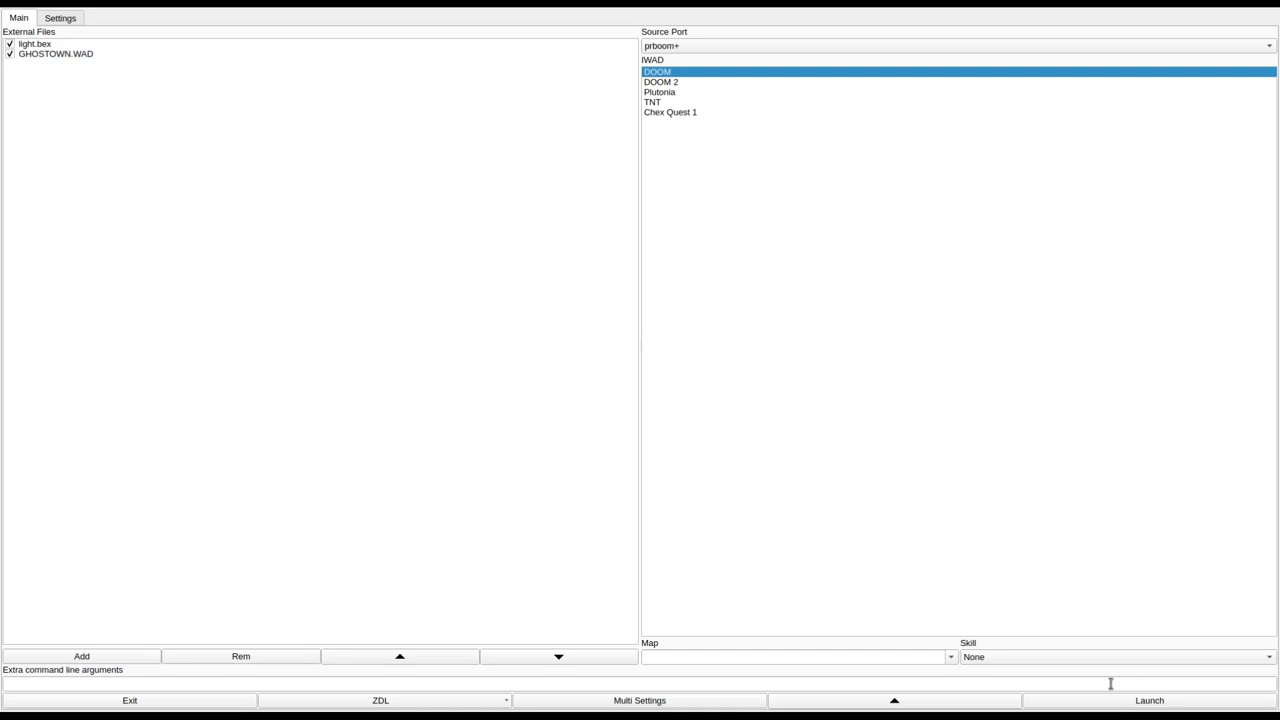 Main
Settings
External Files
light.bex
GHOSTOWN.WAD
Add
Rem
Source Port
prboom+
IWAD
DOOM
DOOM 2
Plutonia
TNT
Chex Quest 1
Map
Skill
None
Extra command line arguments
Exit
ZDL
Multi Settings
Launch